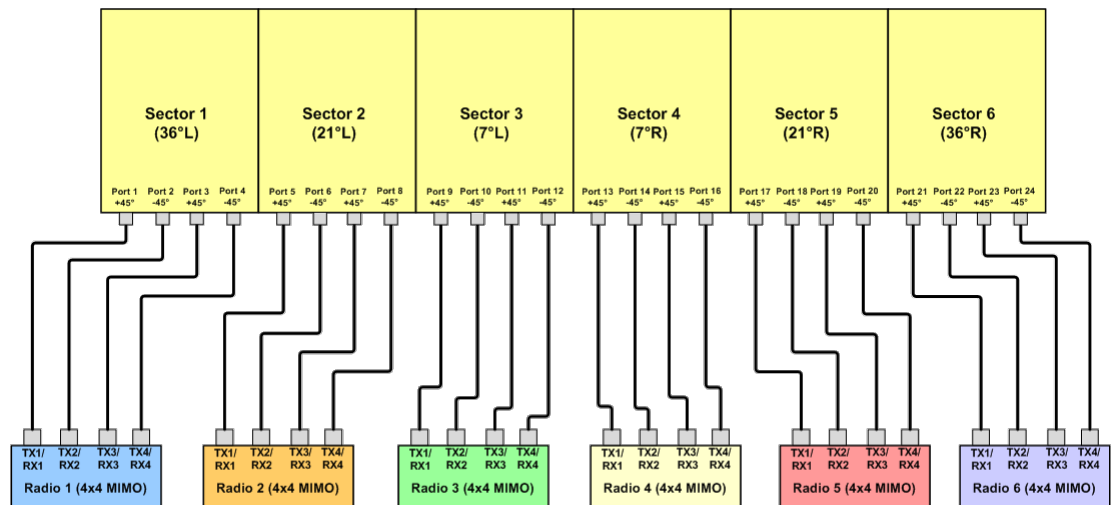 Sector 1
(36°L)
Sector 2
(21°L)
Sector 3
(7°L)
Sector 4
(7°R)
Sector 5
(21°R)
Sector 6
(36°R)
Port 1 Port 2 Port 3 Port 4
+45° -45° +45° -45°
Port 5 Port 6 Port 7 Port 8
+45° -45° +45° -45°
Port 9 Port 10 Port 11 Port 12
+45° -45° +45° -45°
Port 13 Port 14 Port 15 Port 16
+45° -45° +45° -45°
Port 17 Port 18 Port 19 Port 20
+45° -45° +45° -45°
Port 21 Port 22 Port 23 Port 24
+45° -45° +45° -45°
TX1/ TX2/ TX3/ TX4/
RX1 RX2 RX3 RX4
Radio 1 (4x4 MIMO)
TX1/ TX2/ TX3/ TX4/
RX1 RX2 RX3 RX4
Radio 2 (4x4 MIMO)
TX1/ TX2/ TX3/ TX4/
RX1 RX2 RX3 RX4
Radio 3 (4x4 MIMO)
TX1/ TX2/ TX3/ TX4/
RX1 RX2 RX3 RX4
Radio 4 (4x4 MIMO)
TX1/ TX2/ TX3/ TX4/
RX1 RX2 RX3 RX4
Radio 5 (4x4 MIMO)
TX1/ TX2/ TX3/ TX4/
RX1 RX2 RX3 RX4
Radio 6 (4x4 MIMO)